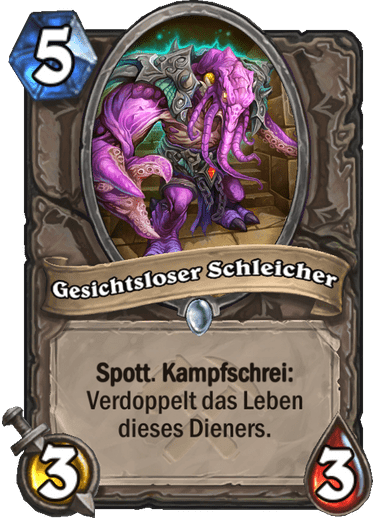 5
Gesichtsloser Schleicher
Spott. Kampfschrei:
Verdoppelt das Leben
dieses Dieners.
3 3